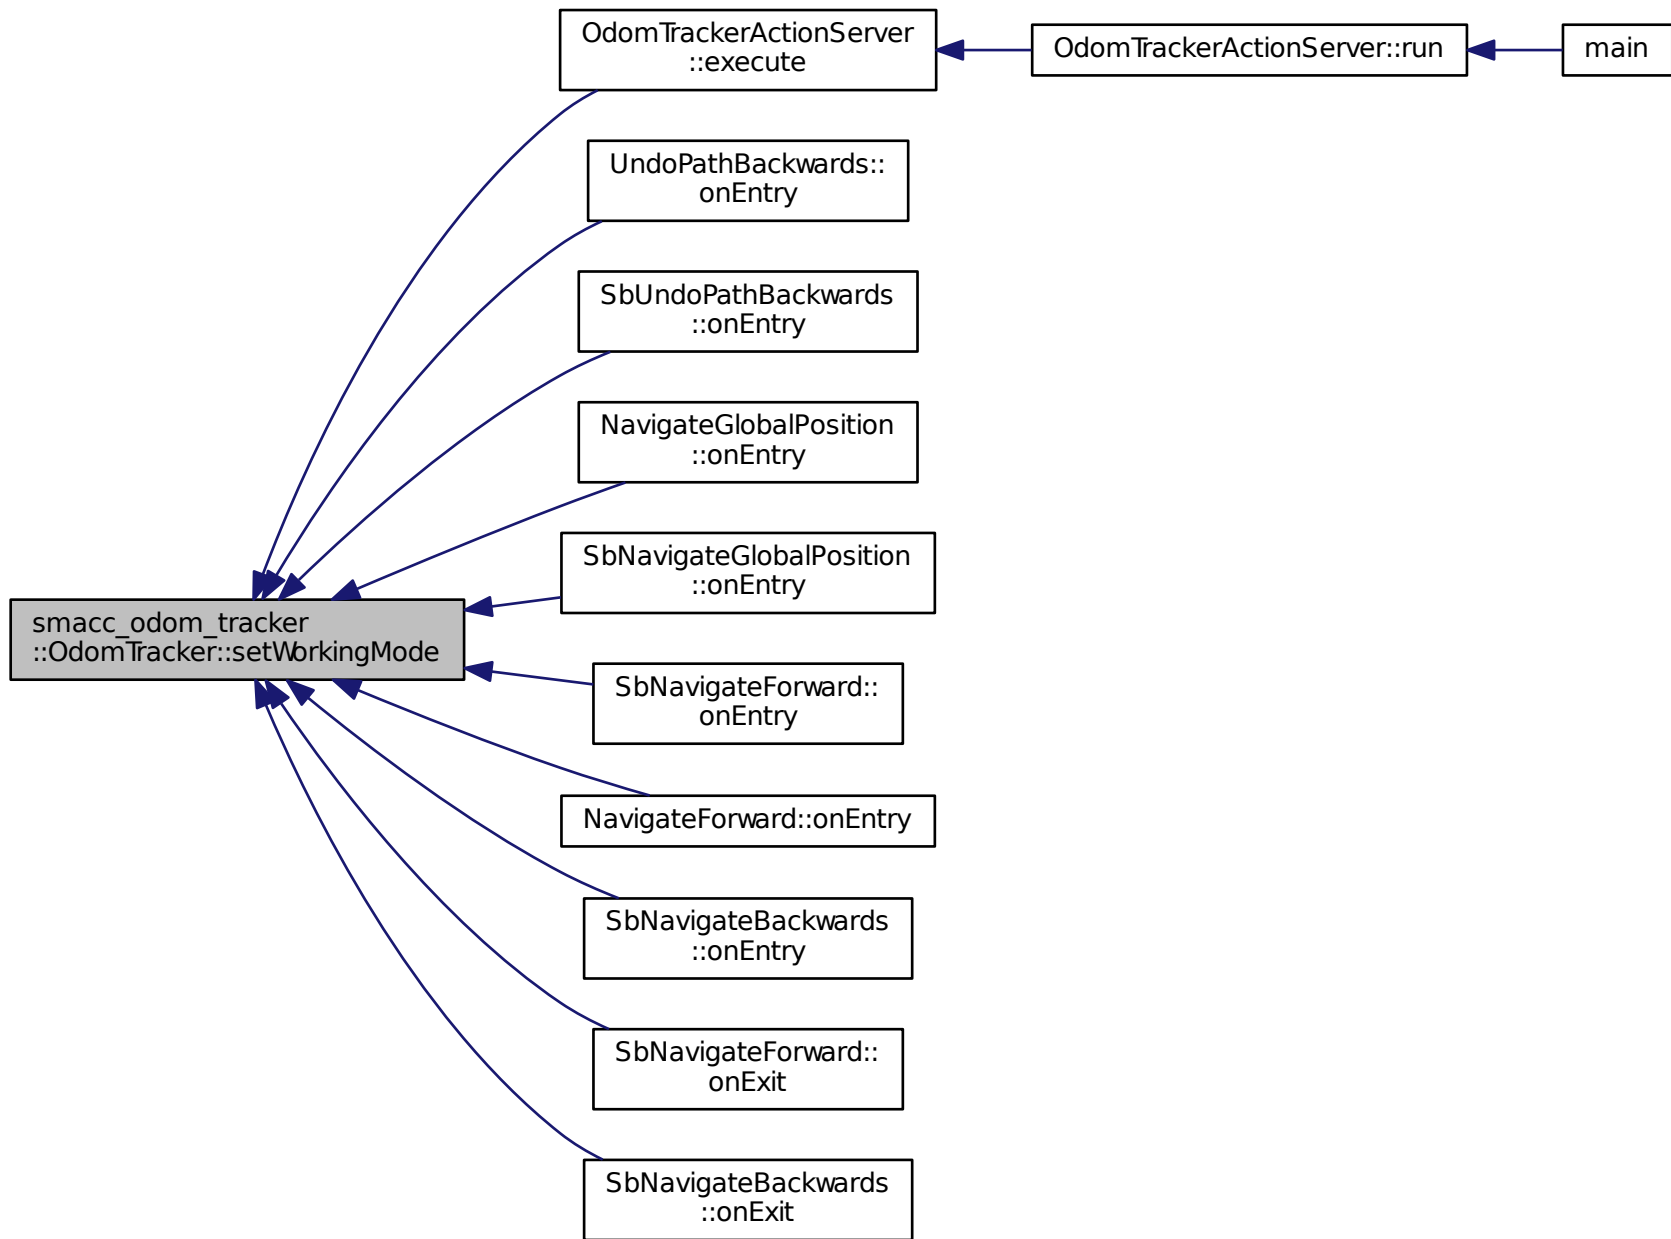 OdomTrackerActionServer
::execute
OdomTrackerActionServer::run
main
UndoPathBackwards::
onEntry
SbUndoPathBackwards
::onEntry
NavigateGlobalPosition
::onEntry
SbNavigateGlobalPosition
::onEntry
smacc_odom_tracker
::OdomTracker::setWorkingMode
SbNavigateForward::
onEntry
NavigateForward::onEntry
SbNavigateBackwards
::onEntry
SbNavigateForward::
onExit
SbNavigateBackwards
::onExit